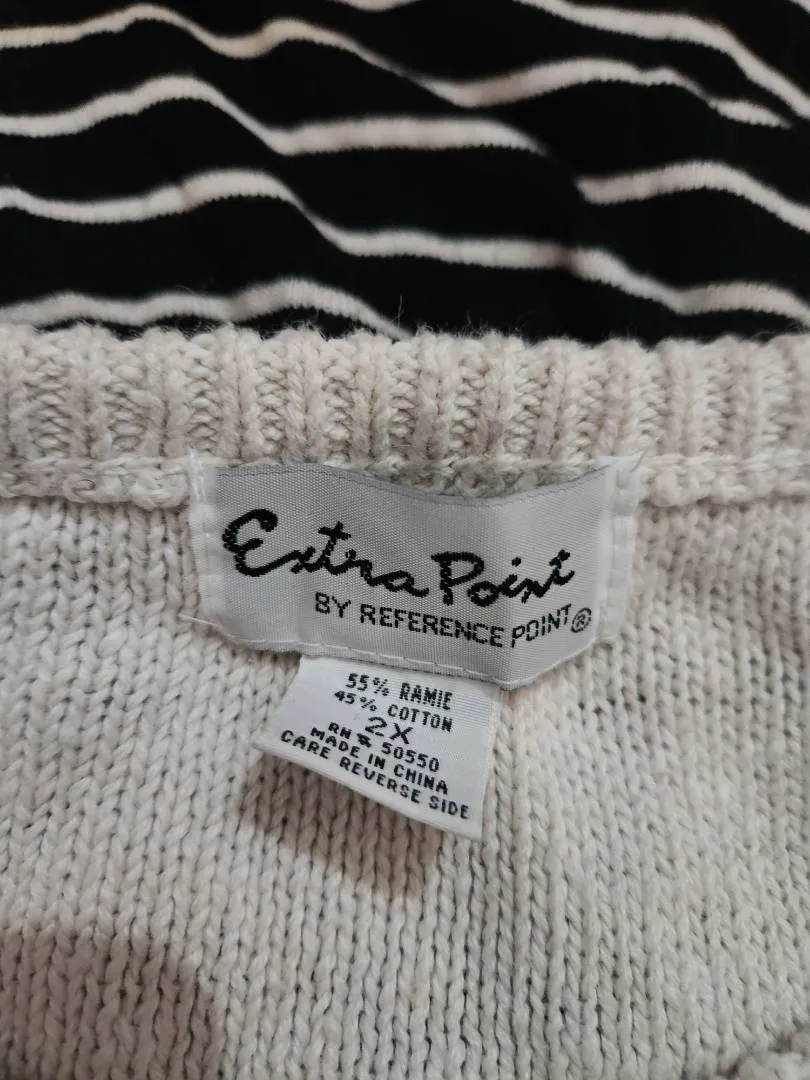 Extra Point
BY REFERENCE POINT®
55% RAMIE
45% COTTON
2X
RN & 50550
MADE IN CHINA
CARE REVERSE SIDE